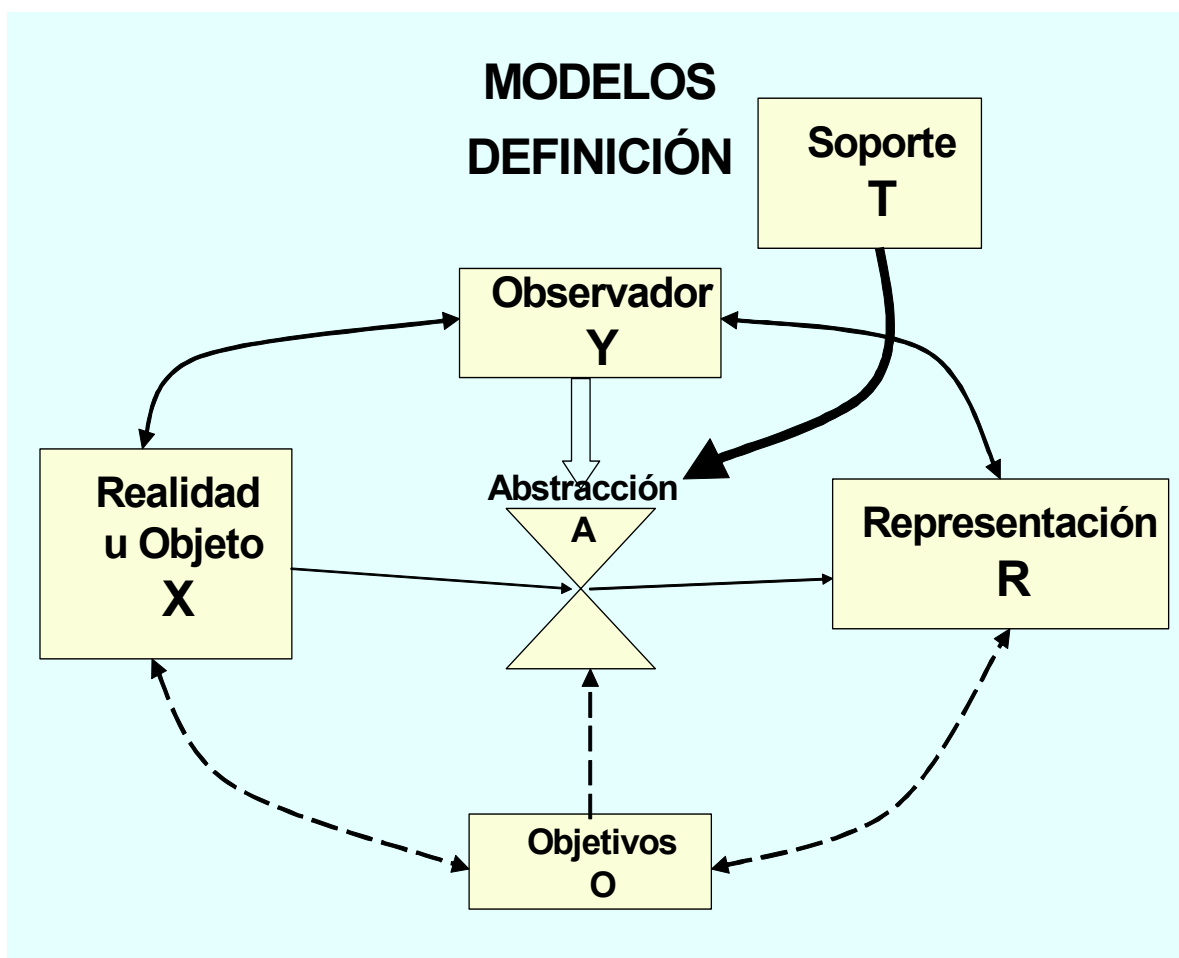 MODELOS
DEFINICIÓN
Soporte
T
Observador
Y
Abstracción
A
Realidad
u Objeto
X
Representación
R
Objetivos
O